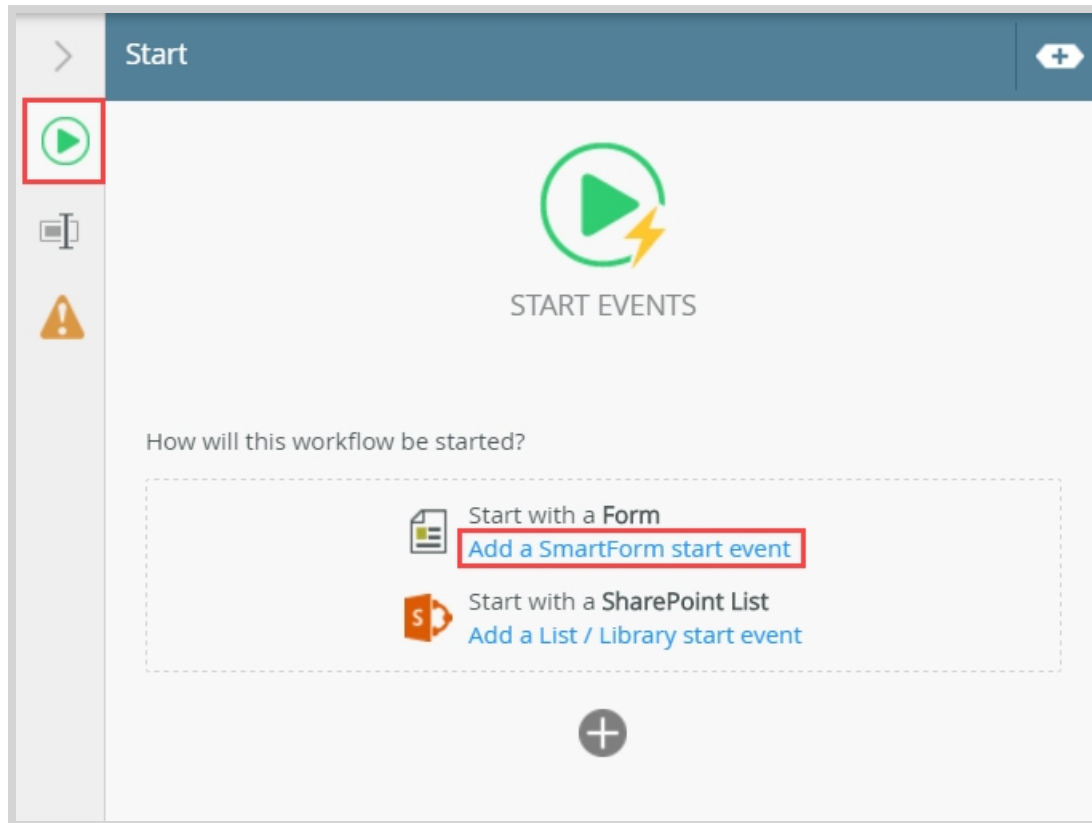 Start
START EVENTS
How will this workflow be started?
Start with a Form
Add a SmartForm start event
S
Start with a SharePoint List
Add a List / Library start event